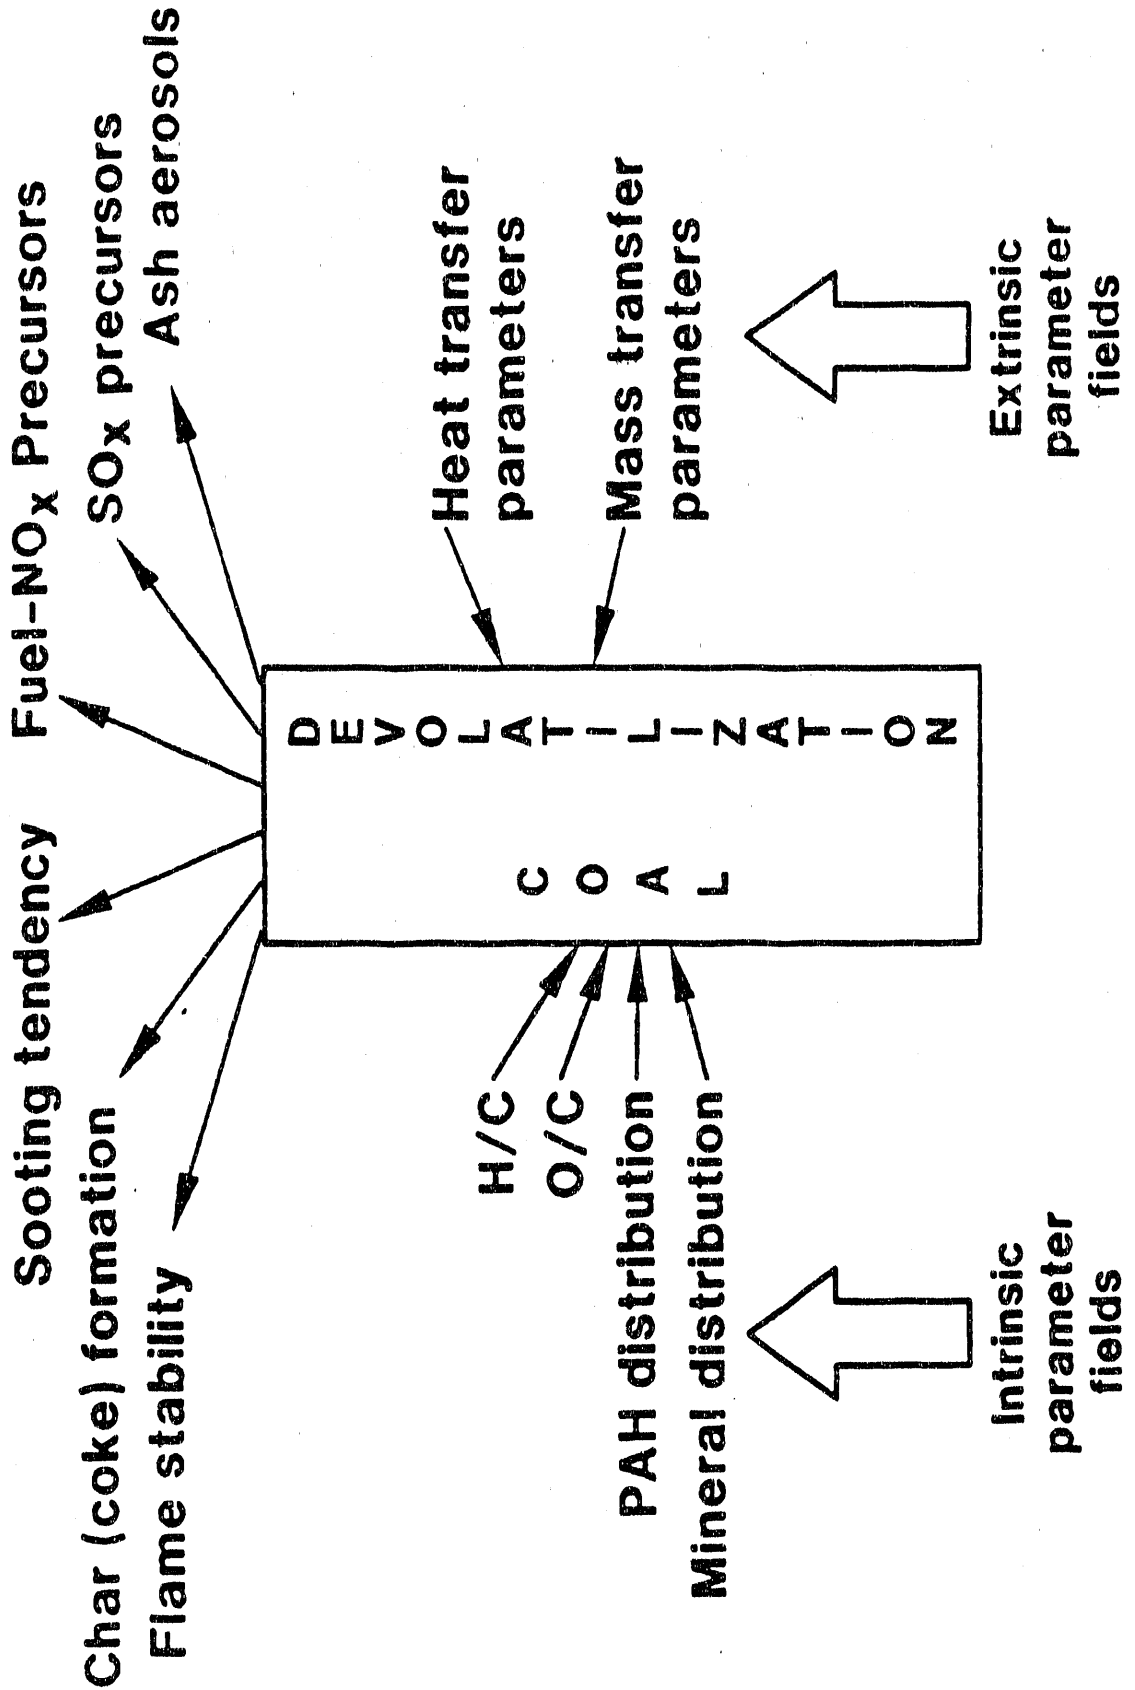 Sooting tendency
Fuel-NOx Precursors
Char (coke) formation
SOx precursors
Flame stability
Ash aerosols
COAL
DEVOLATILIZATION
H/C
O/C
PAH distribution
Mineral distribution
Heat transfer
parameters
Mass transfer
parameters
Intrinsic
parameter
fields
Extrinsic
parameter
fields